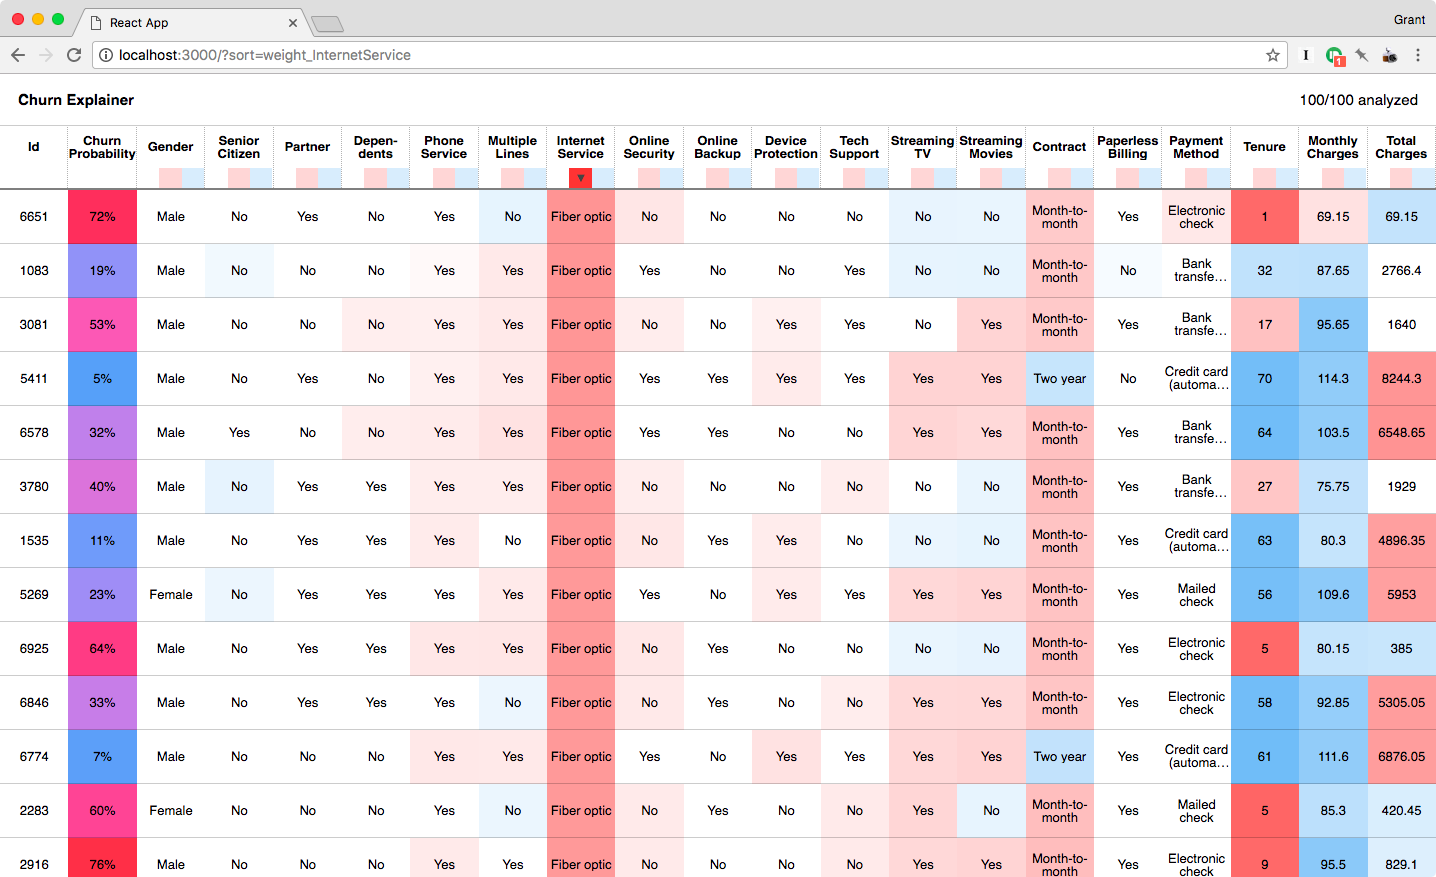 React App
Grant
localhost:3000/?sort=weight_InternetService
1
Churn Explainer
100/100 analyzed
Id Churn Probability Gender Senior Citizen Partner Depen-dents Phone Service Multiple Lines Internet Service Online Security Online Backup Device Protection Tech Support Streaming TV Streaming Movies Contract Paperless Billing Payment Method Tenure Monthly Charges Total Charges
▼
6651 72% Male No Yes No Yes No Fiber optic No No No No No No Month-to-month Yes Electronic check 1 69.15 69.15
1083 19% Male No No No Yes Yes Fiber optic Yes No No Yes No No Month-to-month No Bank transfe… 32 87.65 2766.4
3081 53% Male No No No Yes Yes Fiber optic No No Yes Yes No Yes Month-to-month Yes Bank transfe… 17 95.65 1640
5411 5% Male No Yes No Yes Yes Fiber optic Yes Yes Yes Yes Yes Yes Two year No Credit card (automa… 70 114.3 8244.3
6578 32% Male Yes No No Yes Yes Fiber optic Yes Yes No No Yes Yes Month-to-month Yes Bank transfe… 64 103.5 6548.65
3780 40% Male No Yes Yes Yes Yes Fiber optic No No No No No No Month-to-month Yes Bank transfe… 27 75.75 1929
1535 11% Male No Yes Yes Yes No Fiber optic No Yes Yes No No No Month-to-month Yes Credit card (automa… 63 80.3 4896.35
5269 23% Female No Yes Yes Yes Yes Fiber optic Yes No Yes Yes Yes Yes Month-to-month Yes Mailed check 56 109.6 5953
6925 64% Male No Yes Yes Yes Yes Fiber optic No Yes No No No No Month-to-month Yes Electronic check 5 80.15 385
6846 33% Male No Yes Yes Yes No Fiber optic No Yes No No Yes Yes Month-to-month Yes Electronic check 58 92.85 5305.05
6774 7% Male No No No Yes Yes Fiber optic Yes No Yes Yes Yes Yes Two year Yes Credit card (automa… 61 111.6 6876.05
2283 60% Female No No No Yes No Fiber optic No Yes No No Yes No Month-to-month Yes Mailed check 5 85.3 420.45
2916 76% Male No No No Yes Yes Fiber optic No No No No Yes Yes Month-to-month Yes Electronic check 9 95.5 829.1